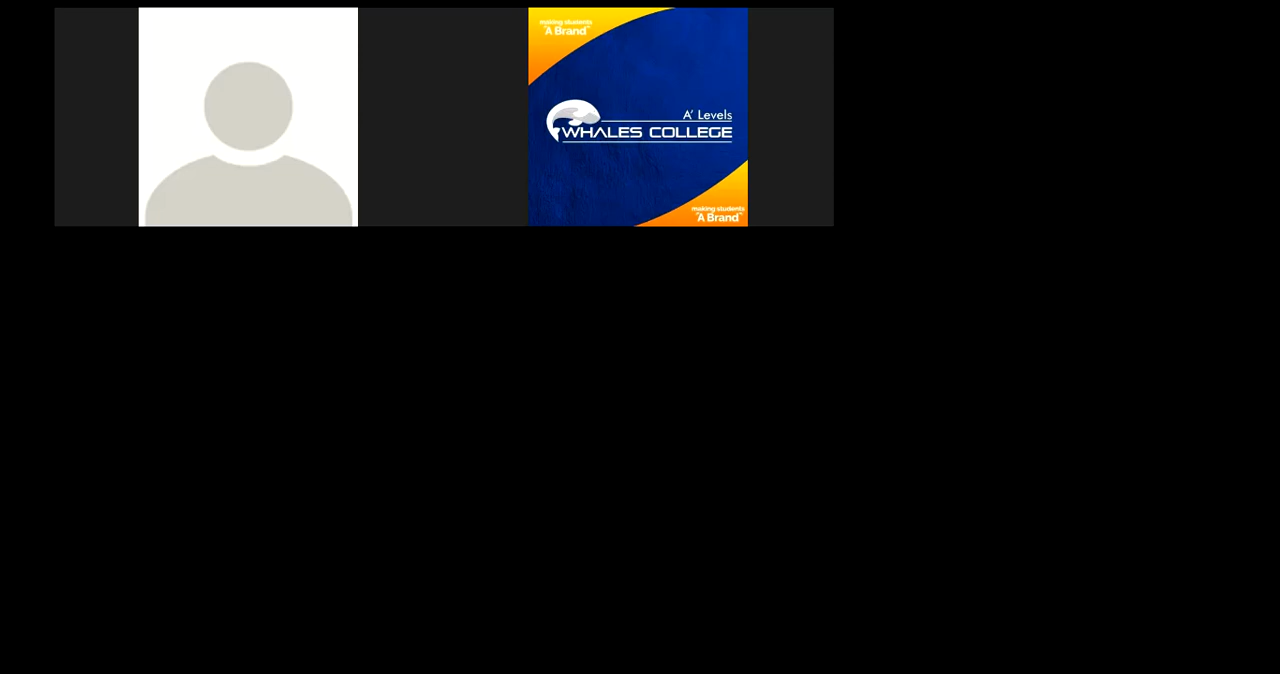 making students
"A Brand"
A' Levels
WHALES COLLEGE
making students
"A Brand"